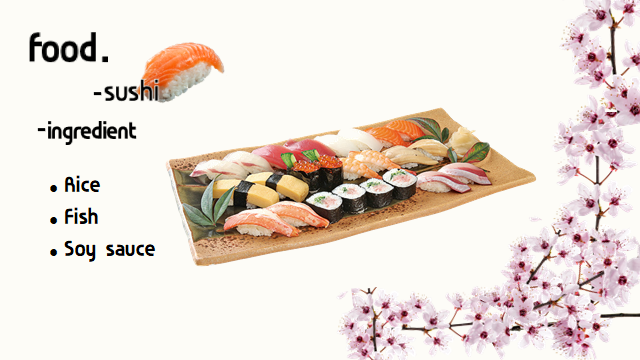 food.
-sushi
-ingredient
• Rice
• Fish
• Soy sauce